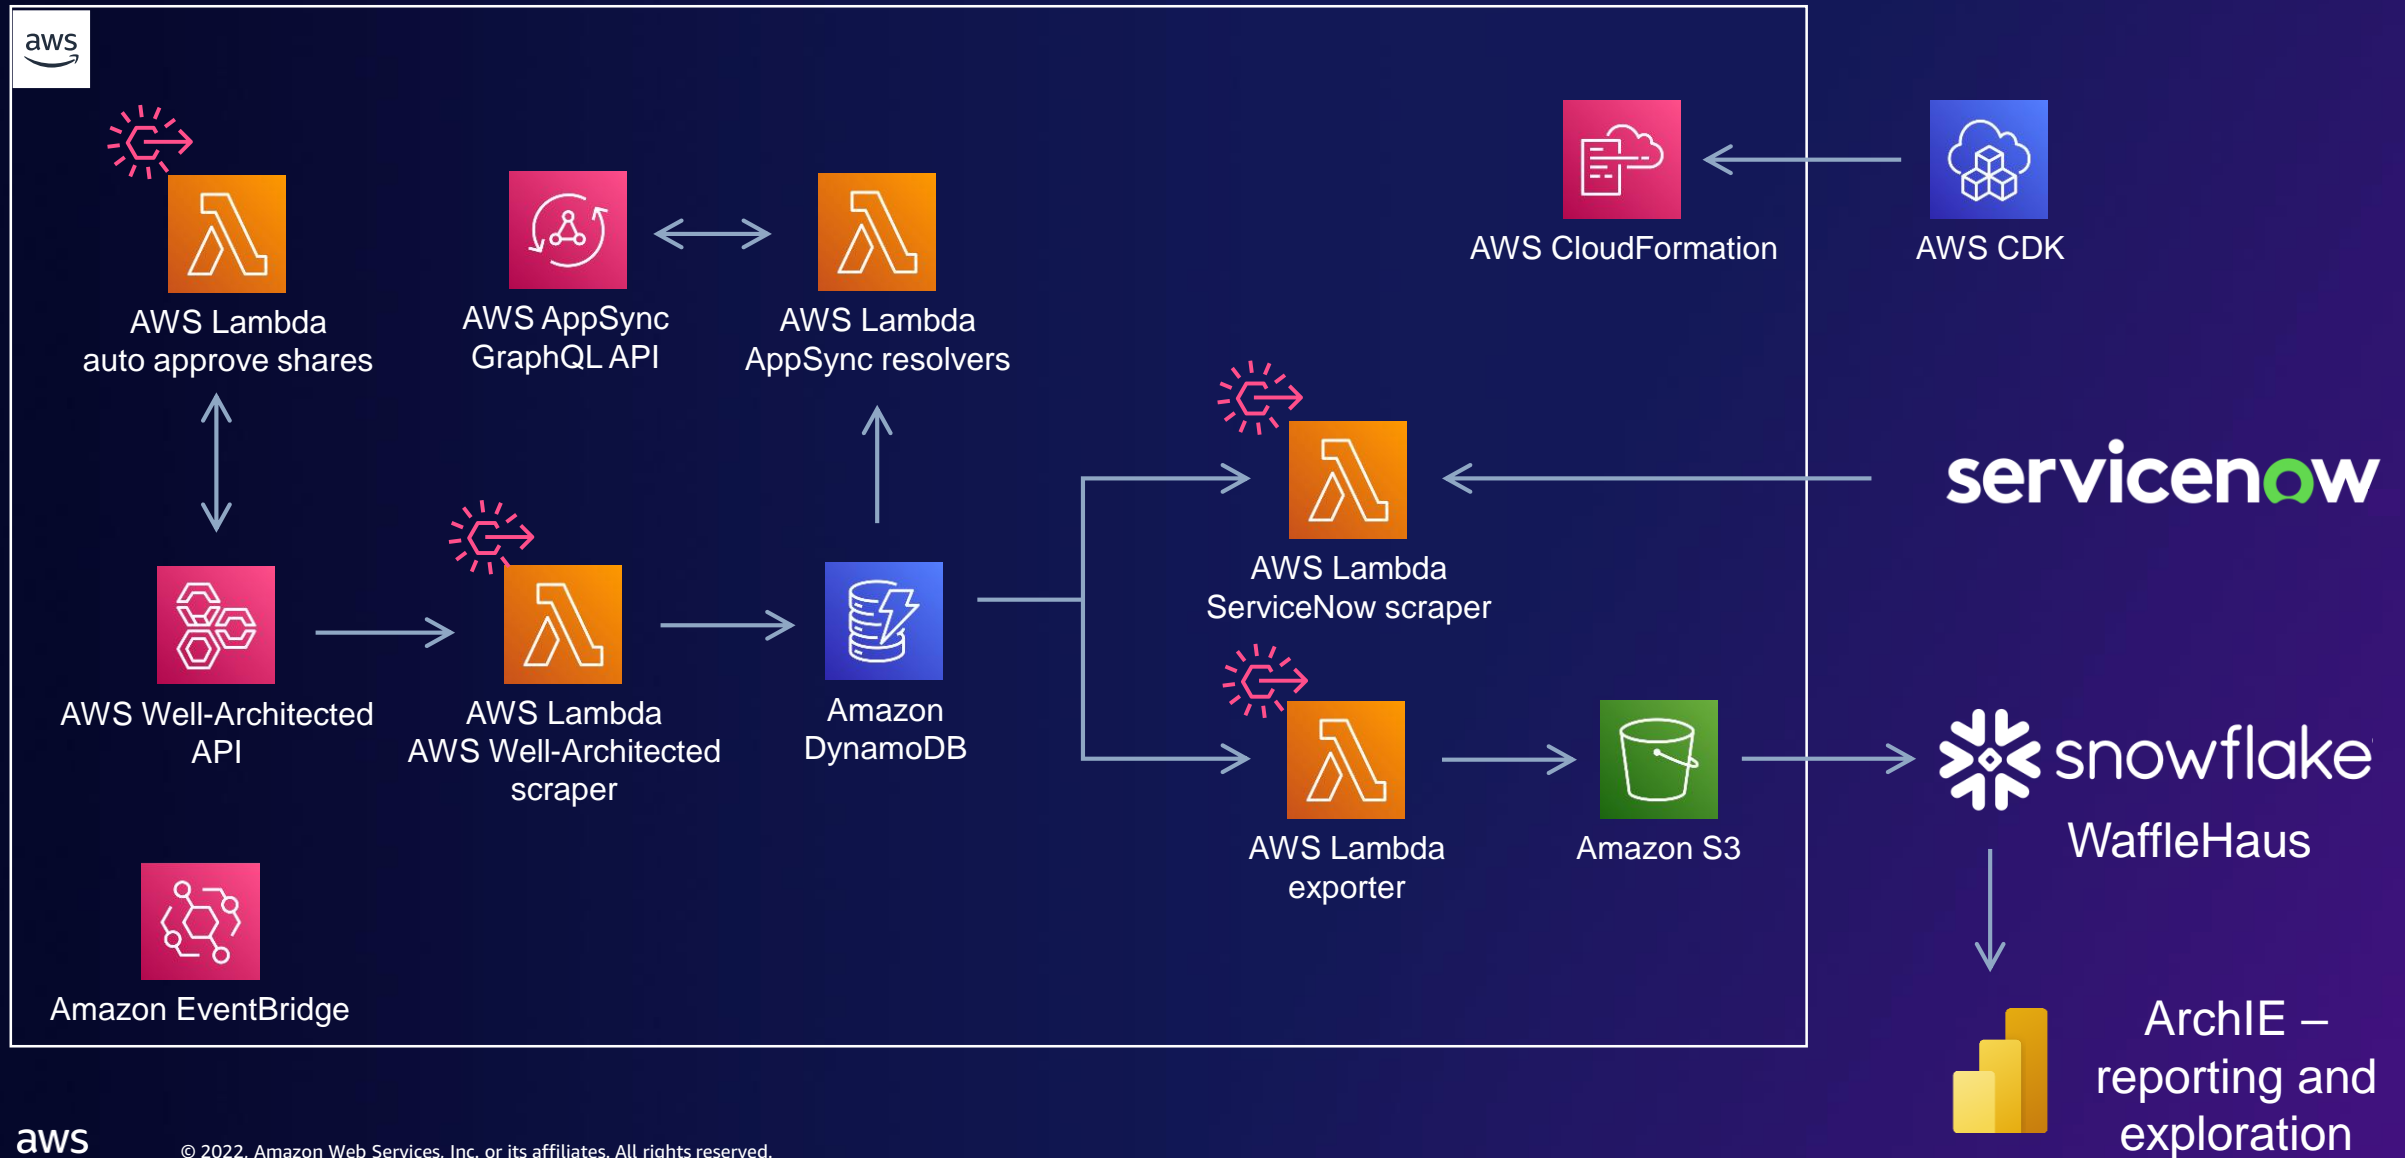 aws
AWS Lambda
auto approve shares
AWS AppSync
GraphQL API
AWS Lambda
AppSync resolvers
AWS CloudFormation
AWS CDK
servicenow
AWS Lambda
ServiceNow scraper
AWS Well-Architected
API
AWS Lambda
AWS Well-Architected
scraper
Amazon
DynamoDB
AWS Lambda
exporter
Amazon S3
snowflake
WaffleHaus
Amazon EventBridge
ArchIE –
reporting and
exploration
aws
© 2022, Amazon Web Services, Inc. or its affiliates. All rights reserved.